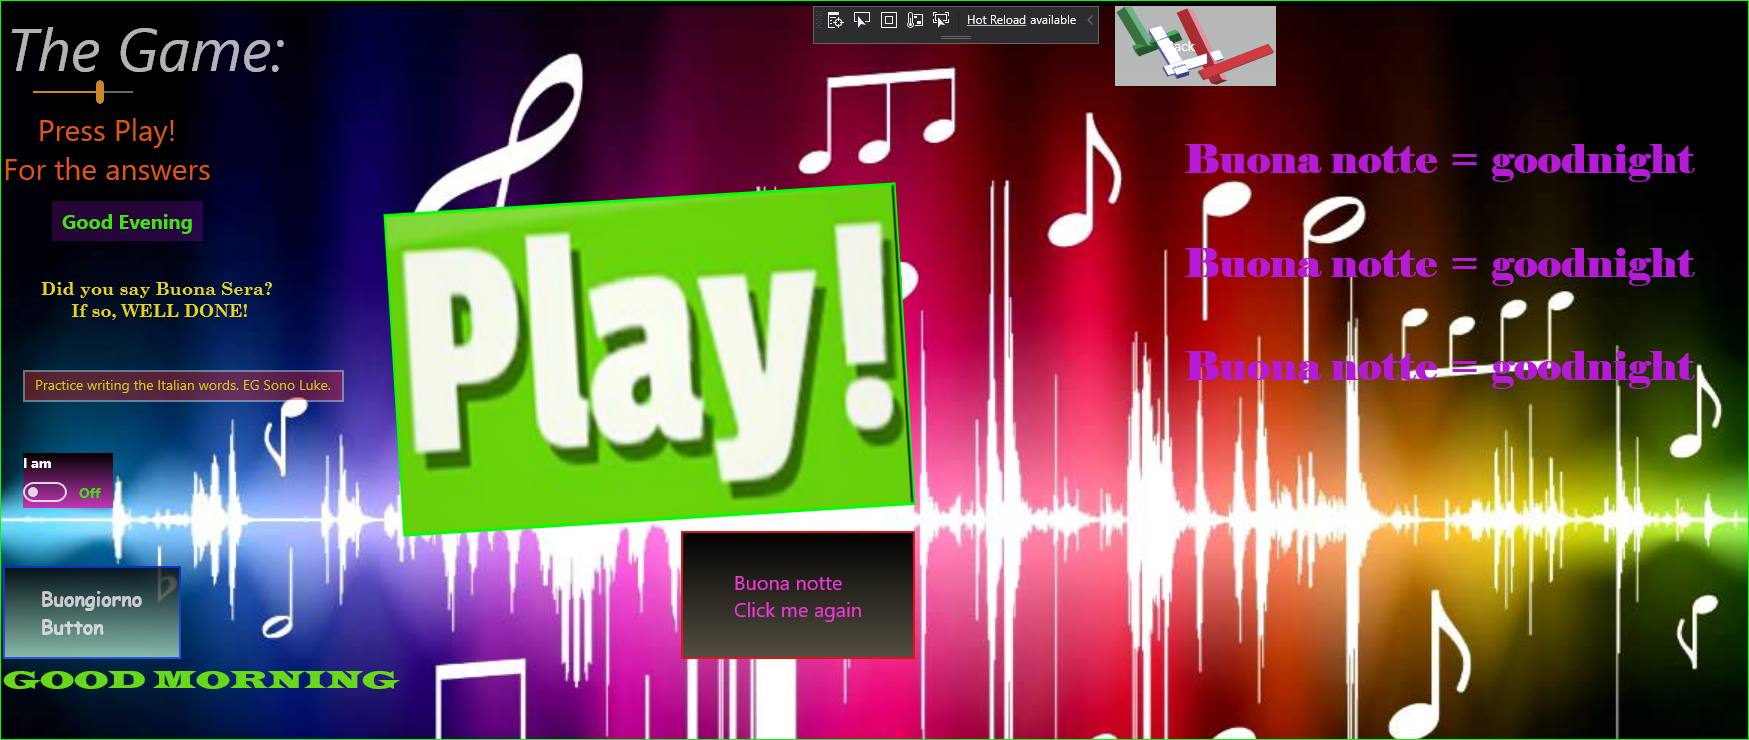 The Game:
Hot Reload available
Back
Press Play!
For the answers
Good Evening
Did you say Buona Sera?
If so, WELL DONE!
Practice writing the Italian words. EG Sono Luke.
I am
Off
Buongiorno
Button
GOOD MORNING
Play!
Buona notte
Click me again
Buona notte = goodnight
Buona notte = goodnight
Buona notte = goodnight